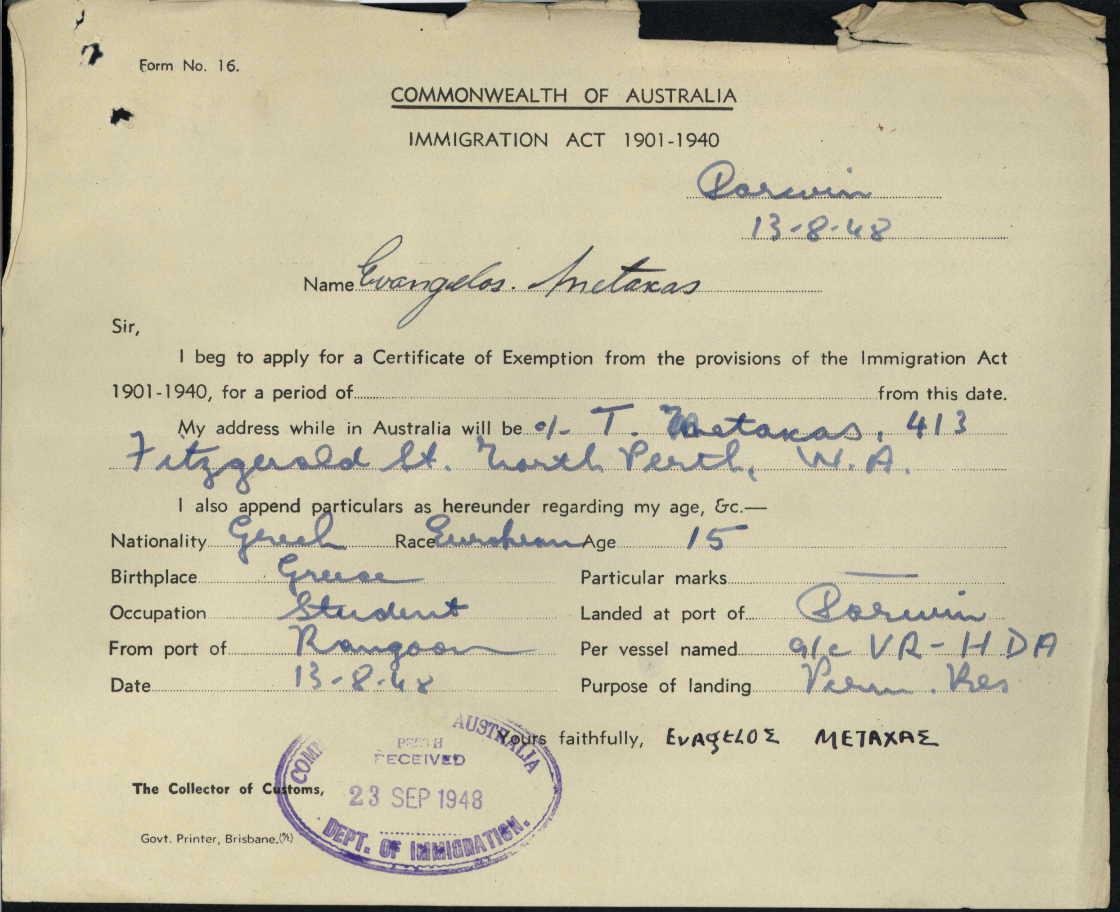 Form No. 16.
COMMONWEALTH OF AUSTRALIA
IMMIGRATION ACT 1901-1940
Darwin
13-8-48
Name Evangelos. Metaxas
Sir,
I beg to apply for a Certificate of Exemption from the provisions of the Immigration Act
1901-1940, for a period of from this date.
My address while in Australia will be c/- T. Metaxas, 413
Fitzgerald St. North Perth, W.A.
I also append particulars as hereunder regarding my age, &c.—
Nationality Greek Race European Age 15
Birthplace Greece Particular marks —
Occupation Student Landed at port of Darwin
From port of Rangoon Per vessel named a/c VR-HDA
Date 13-8-48 Purpose of landing Perm. Res
Yours faithfully, ΕναgεLOΣ ΜΕΤΑΧΑΣ
AUSTRALIA
PERTH
RECEIVED
23 SEP 1948
DEPT. OF IMMIGRATION.
The Collector of Customs,
Govt. Printer, Brisbane.